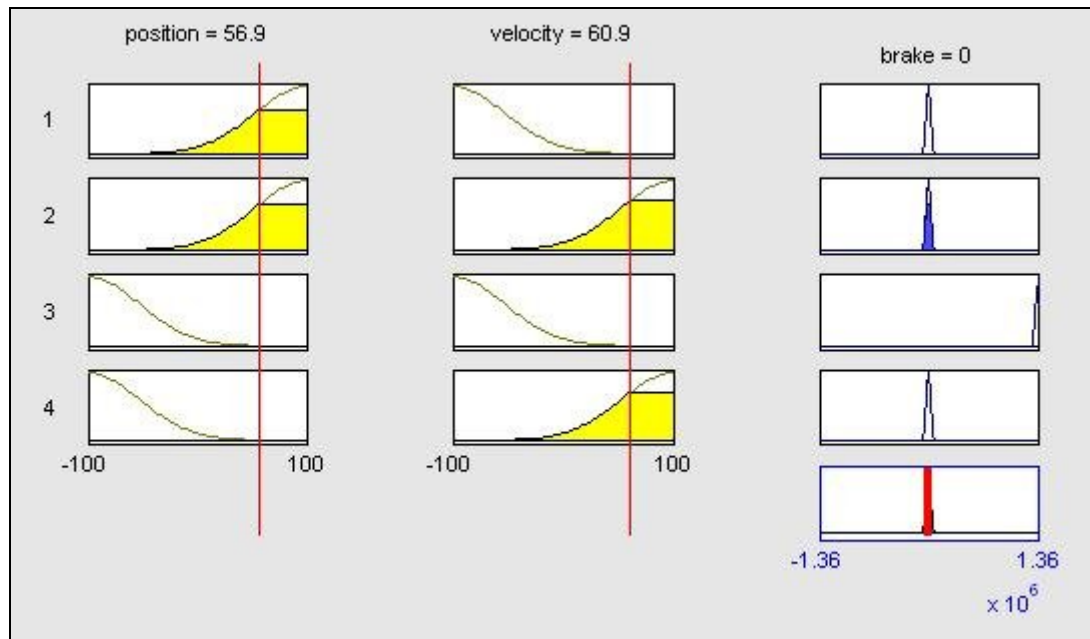 position = 56.9
velocity = 60.9
brake = 0
1
2
3
4
-100
100
-100
100
-1.36
1.36
x 10^6